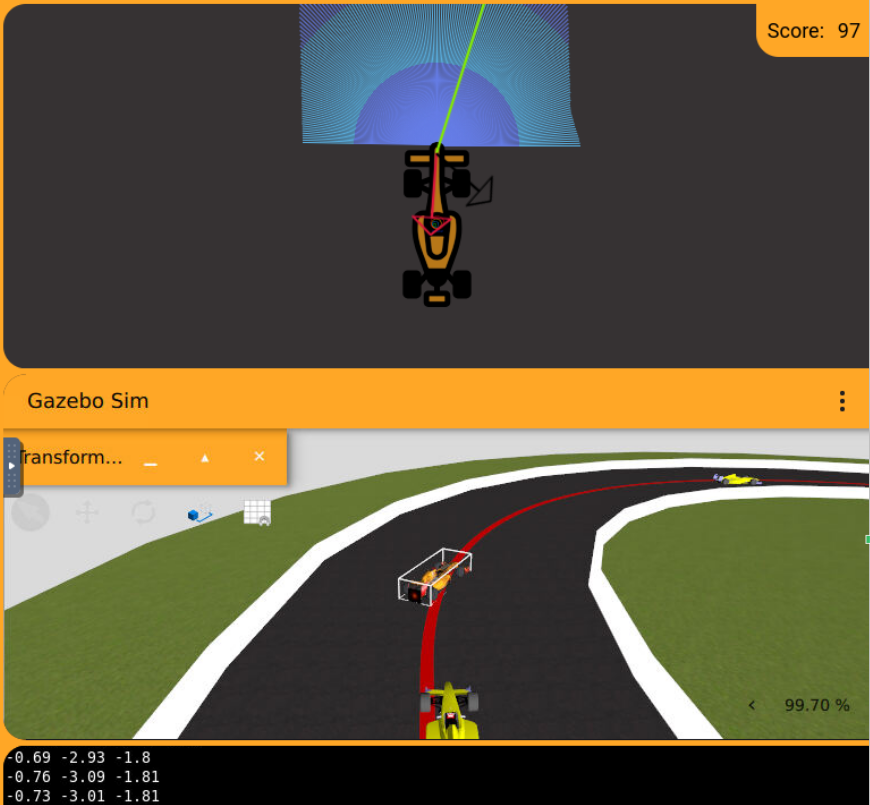 Score: 97
Gazebo Sim
Transform...
< 99.70 %
-0.69 -2.93 -1.8
-0.76 -3.09 -1.81
-0.73 -3.01 -1.81